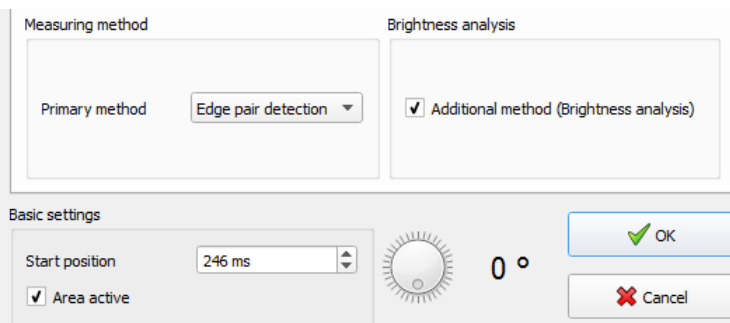 Measuring method
Brightness analysis
Primary method
Edge pair detection
Additional method (Brightness analysis)
Basic settings
Start position
246 ms
Area active
0 °
OK
Cancel